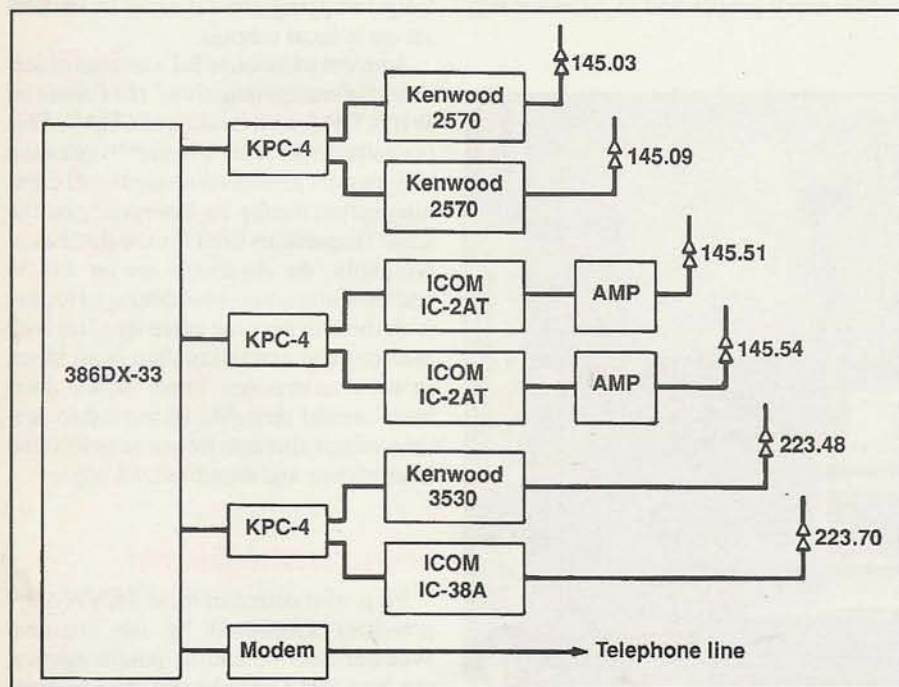 145.03
Kenwood
2570
KPC-4
145.09
Kenwood
2570
145.51
ICOM
IC-2AT
AMP
KPC-4
145.54
386DX-33
ICOM
IC-2AT
AMP
223.48
Kenwood
3530
KPC-4
223.70
ICOM
IC-38A
Modem
Telephone line